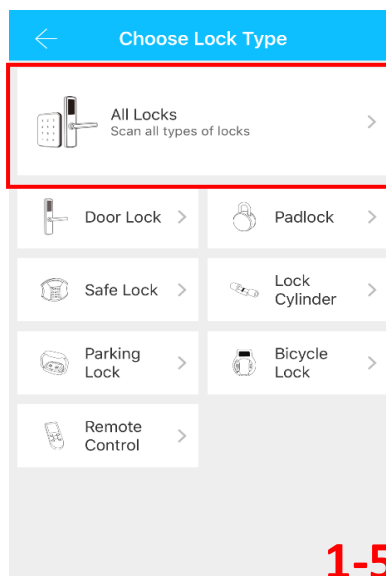 Choose Lock Type
All Locks
Scan all types of locks
Door Lock
Padlock
Safe Lock
Lock
Cylinder
Parking
Lock
Bicycle
Lock
Remote
Control
1-5